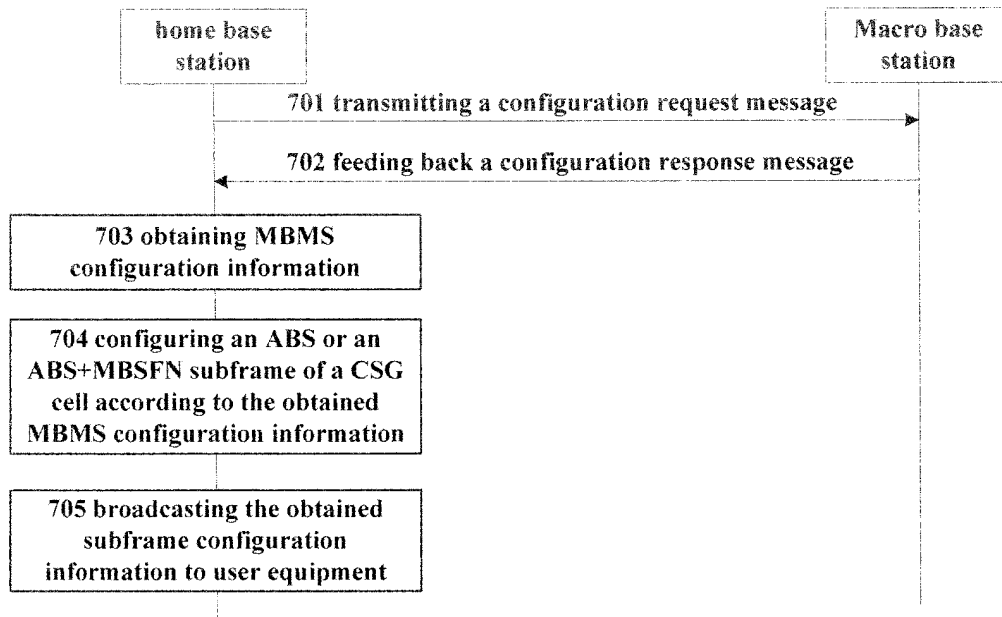 home base
station
Macro base
station
701 transmitting a configuration request message
702 feeding back a configuration response message
703 obtaining MBMS
configuration information
704 configuring an ABS or an
ABS+MBSFN subframe of a CSG
cell according to the obtained
MBMS configuration information
705 broadcasting the obtained
subframe configuration
information to user equipment